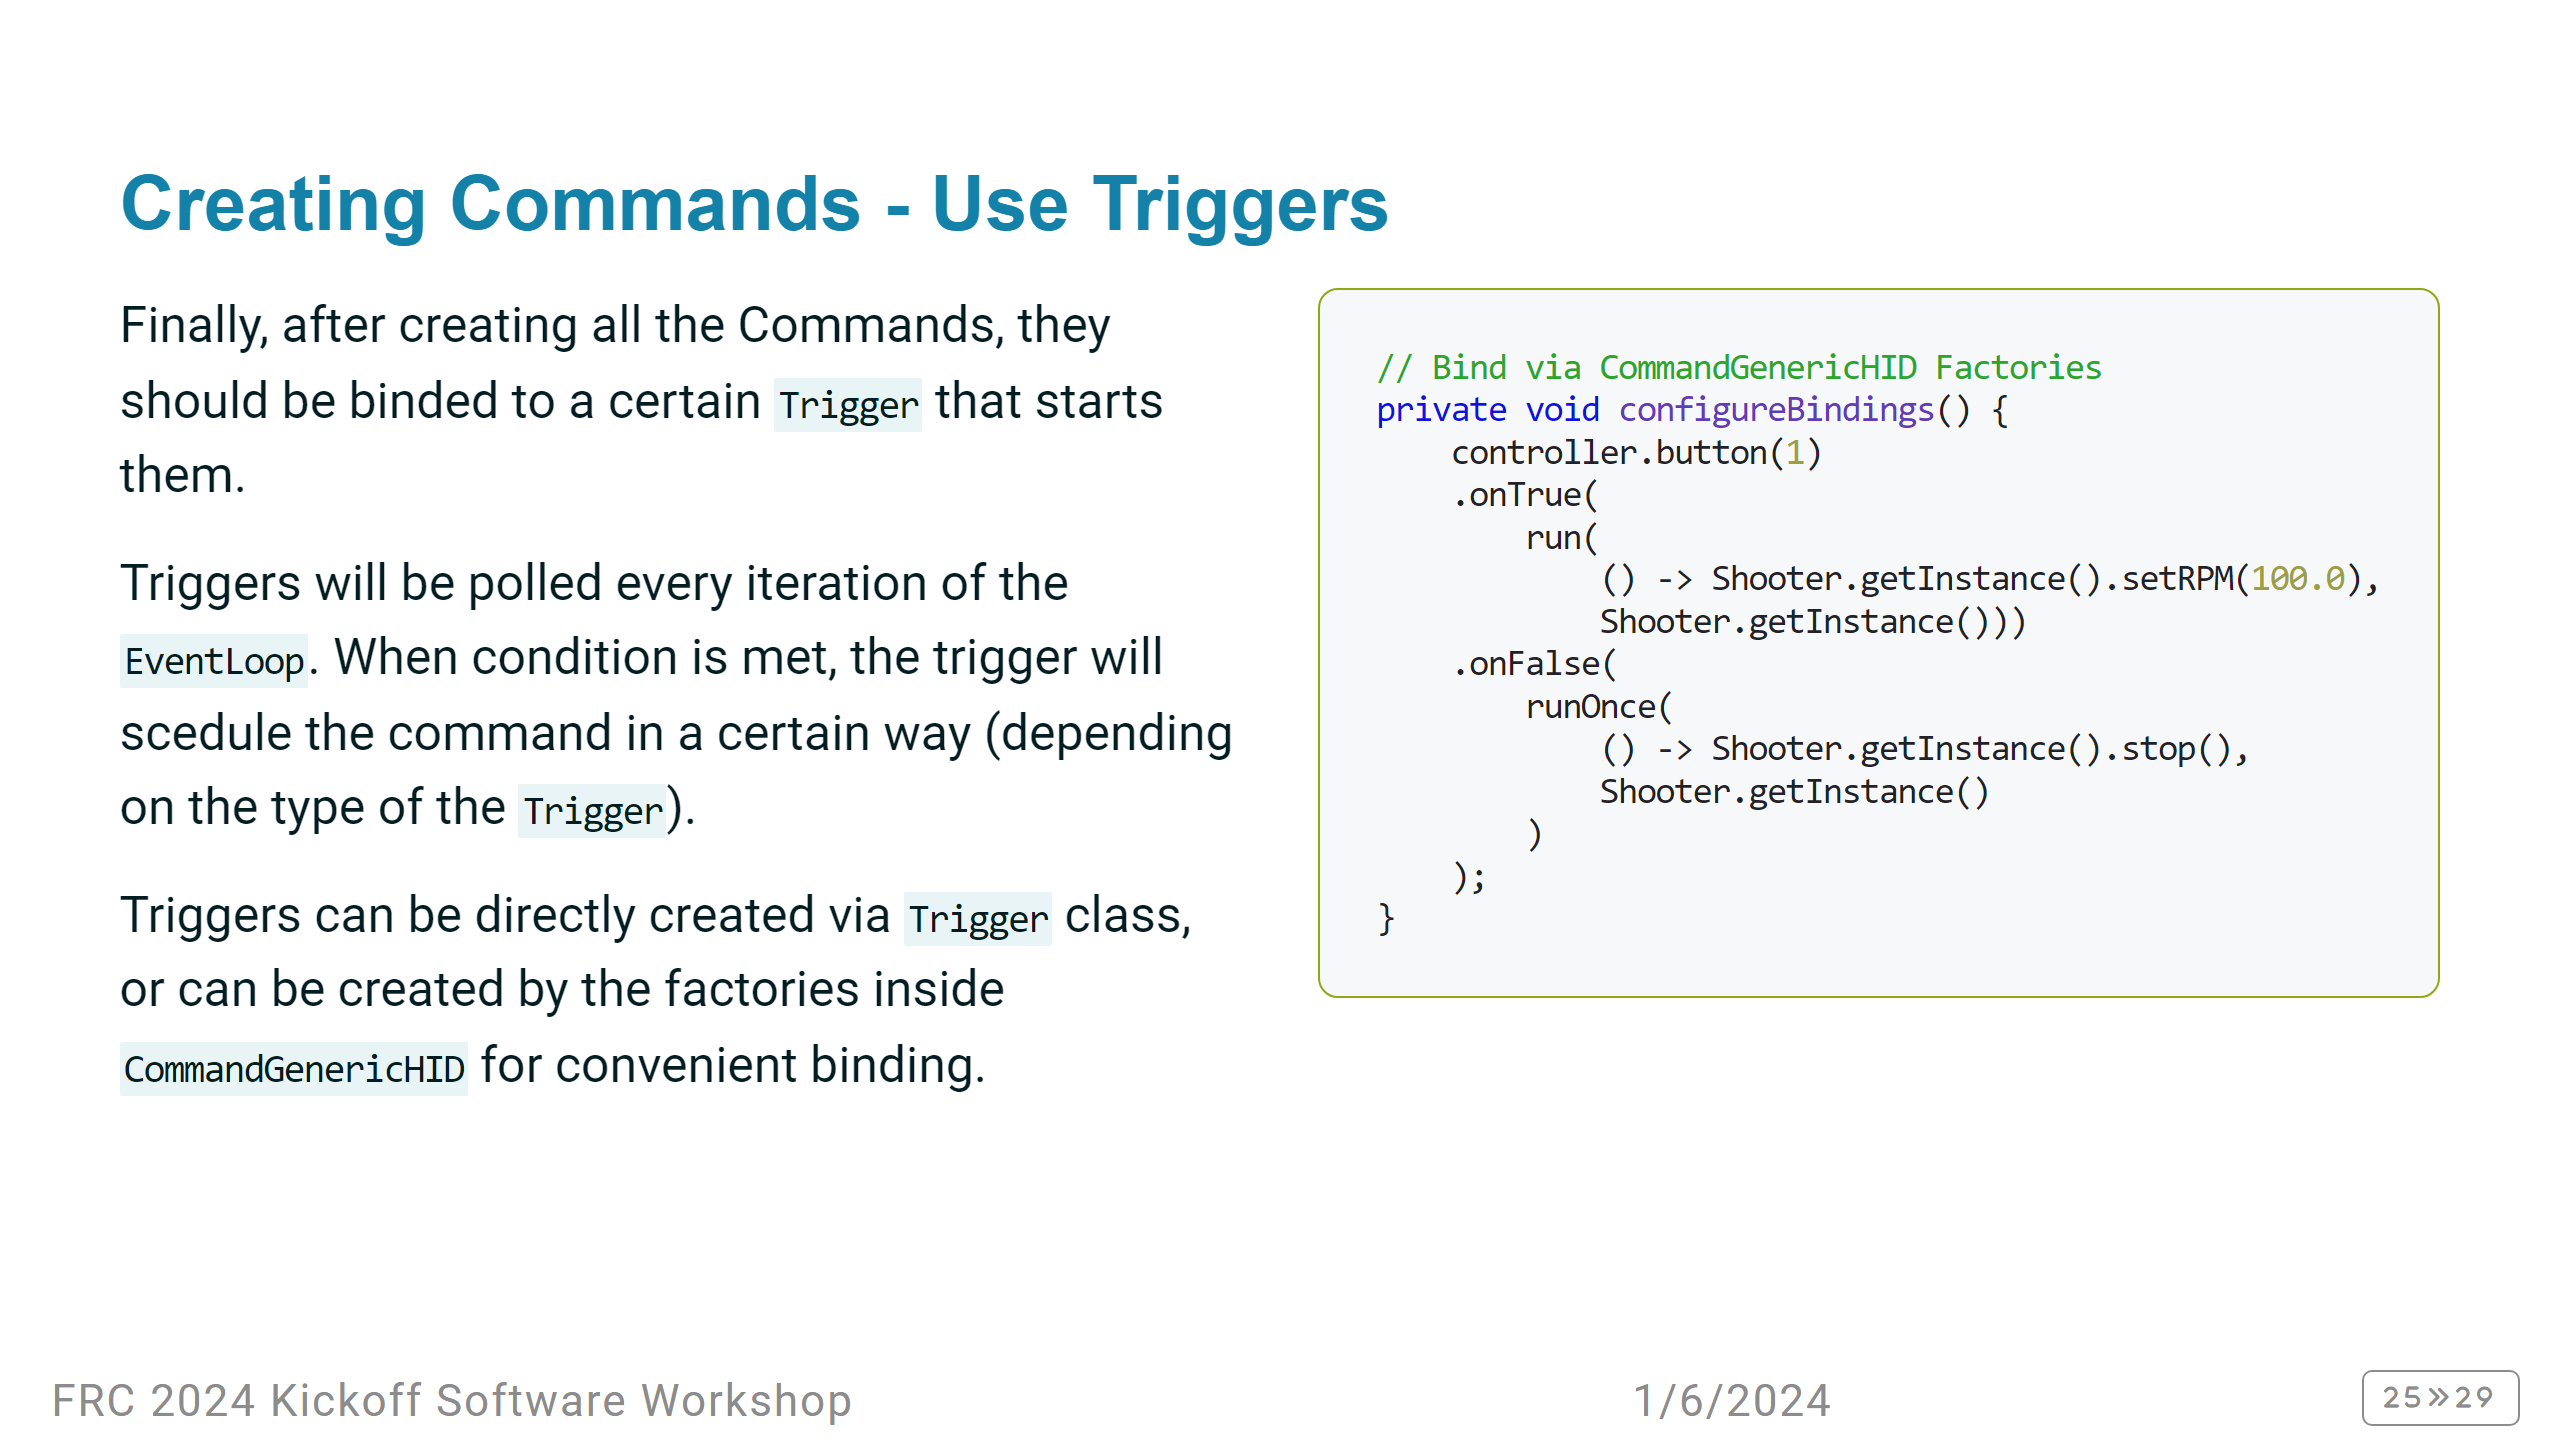 Creating Commands - Use Triggers
Finally, after creating all the Commands, they
should be binded to a certain Trigger that starts
them.
Triggers will be polled every iteration of the
EventLoop. When condition is met, the trigger will
scedule the command in a certain way (depending
on the type of the Trigger).
Triggers can be directly created via Trigger class,
or can be created by the factories inside
CommandGenericHID for convenient binding.
// Bind via CommandGenericHID Factories
private void configureBindings() {
    controller.button(1)
    .onTrue(
        run(
            () -> Shooter.getInstance().setRPM(100.0),
            Shooter.getInstance()))
    .onFalse(
        runOnce(
            () -> Shooter.getInstance().stop(),
            Shooter.getInstance()
        )
    );
}
FRC 2024 Kickoff Software Workshop
1/6/2024
25»29